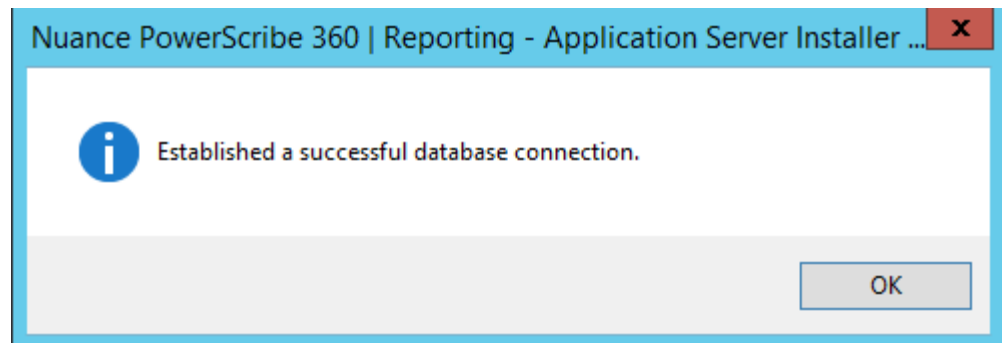 Nuance PowerScribe 360 | Reporting - Application Server Installer ...
Established a successful database connection.
OK